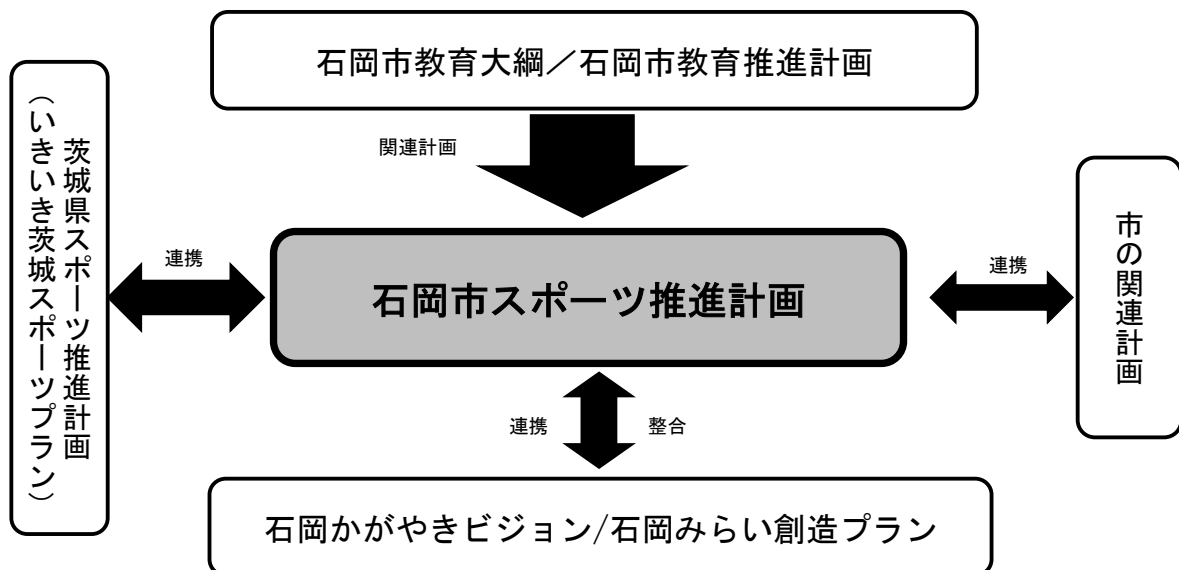 石岡市教育大綱／石岡市教育推進計画
関連計画
茨城県スポーツ推進計画
（いきいき茨城スポーツプラン）
連携
石岡市スポーツ推進計画
連携
市の関連計画
連携
整合
石岡かがやきビジョン/石岡みらい創造プラン